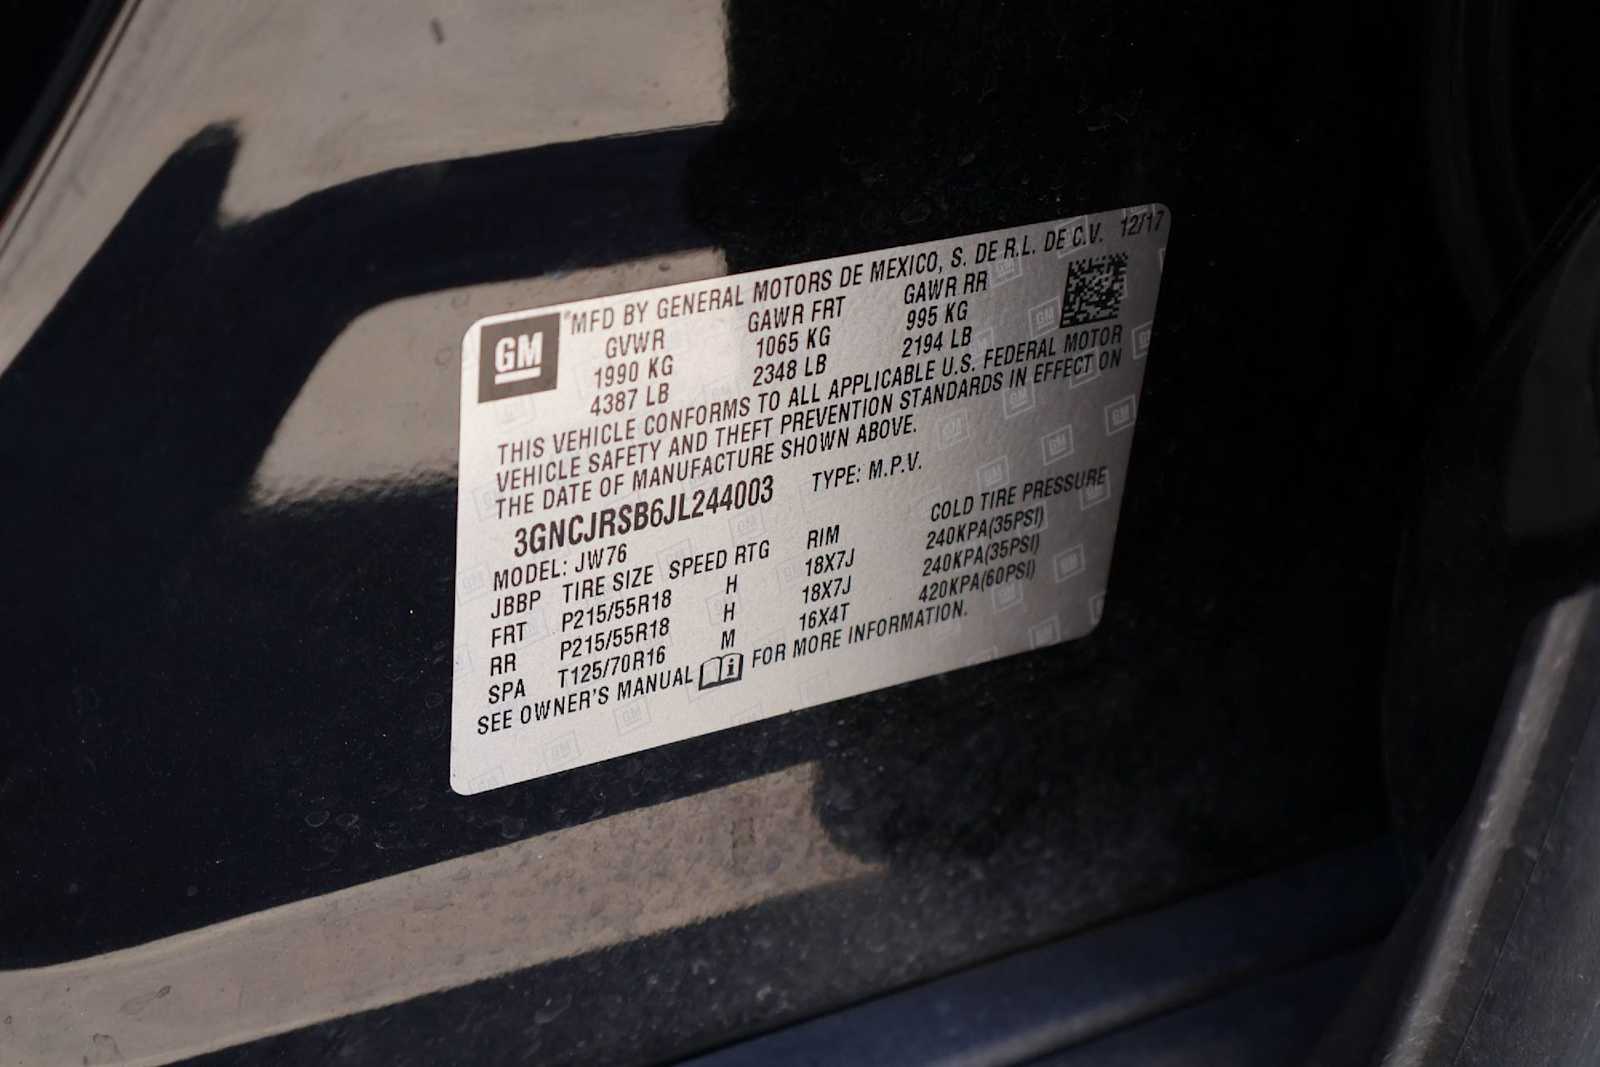 GM
®MFD BY GENERAL MOTORS DE MEXICO, S. DE R.L. DE C.V. 12/17
GVWR GAWR FRT GAWR RR
1990 KG 1065 KG 995 KG
4387 LB 2348 LB 2194 LB
THIS VEHICLE CONFORMS TO ALL APPLICABLE U.S. FEDERAL MOTOR
VEHICLE SAFETY AND THEFT PREVENTION STANDARDS IN EFFECT ON
THE DATE OF MANUFACTURE SHOWN ABOVE.
3GNCJRSB6JL244003 TYPE: M.P.V.
MODEL: JW76
JBBP TIRE SIZE SPEED RTG RIM COLD TIRE PRESSURE
FRT P215/55R18 H 18X7J 240KPA(35PSI)
RR P215/55R18 H 18X7J 240KPA(35PSI)
SPA T125/70R16 M 16X4T 420KPA(60PSI)
SEE OWNER'S MANUAL i FOR MORE INFORMATION.